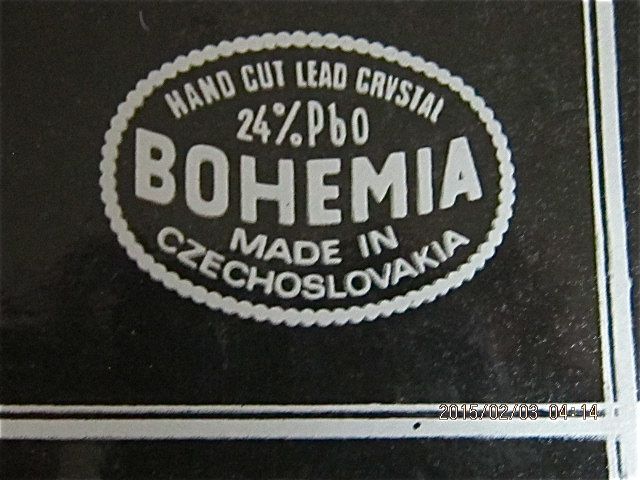 HAND CUT LEAD CRYSTAL
24% PbO
BOHEMIA
MADE IN
CZECHOSLOVAKIA
2015/02/03 04:14